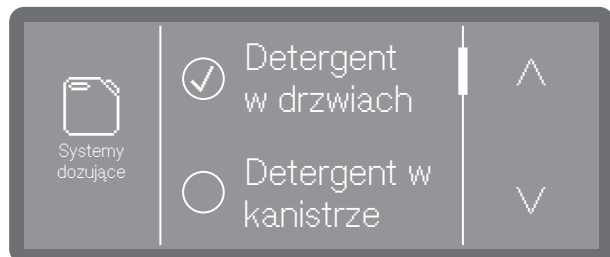 Systemy
dozujące
Detergent
w drzwiach
Detergent w
kanistrze